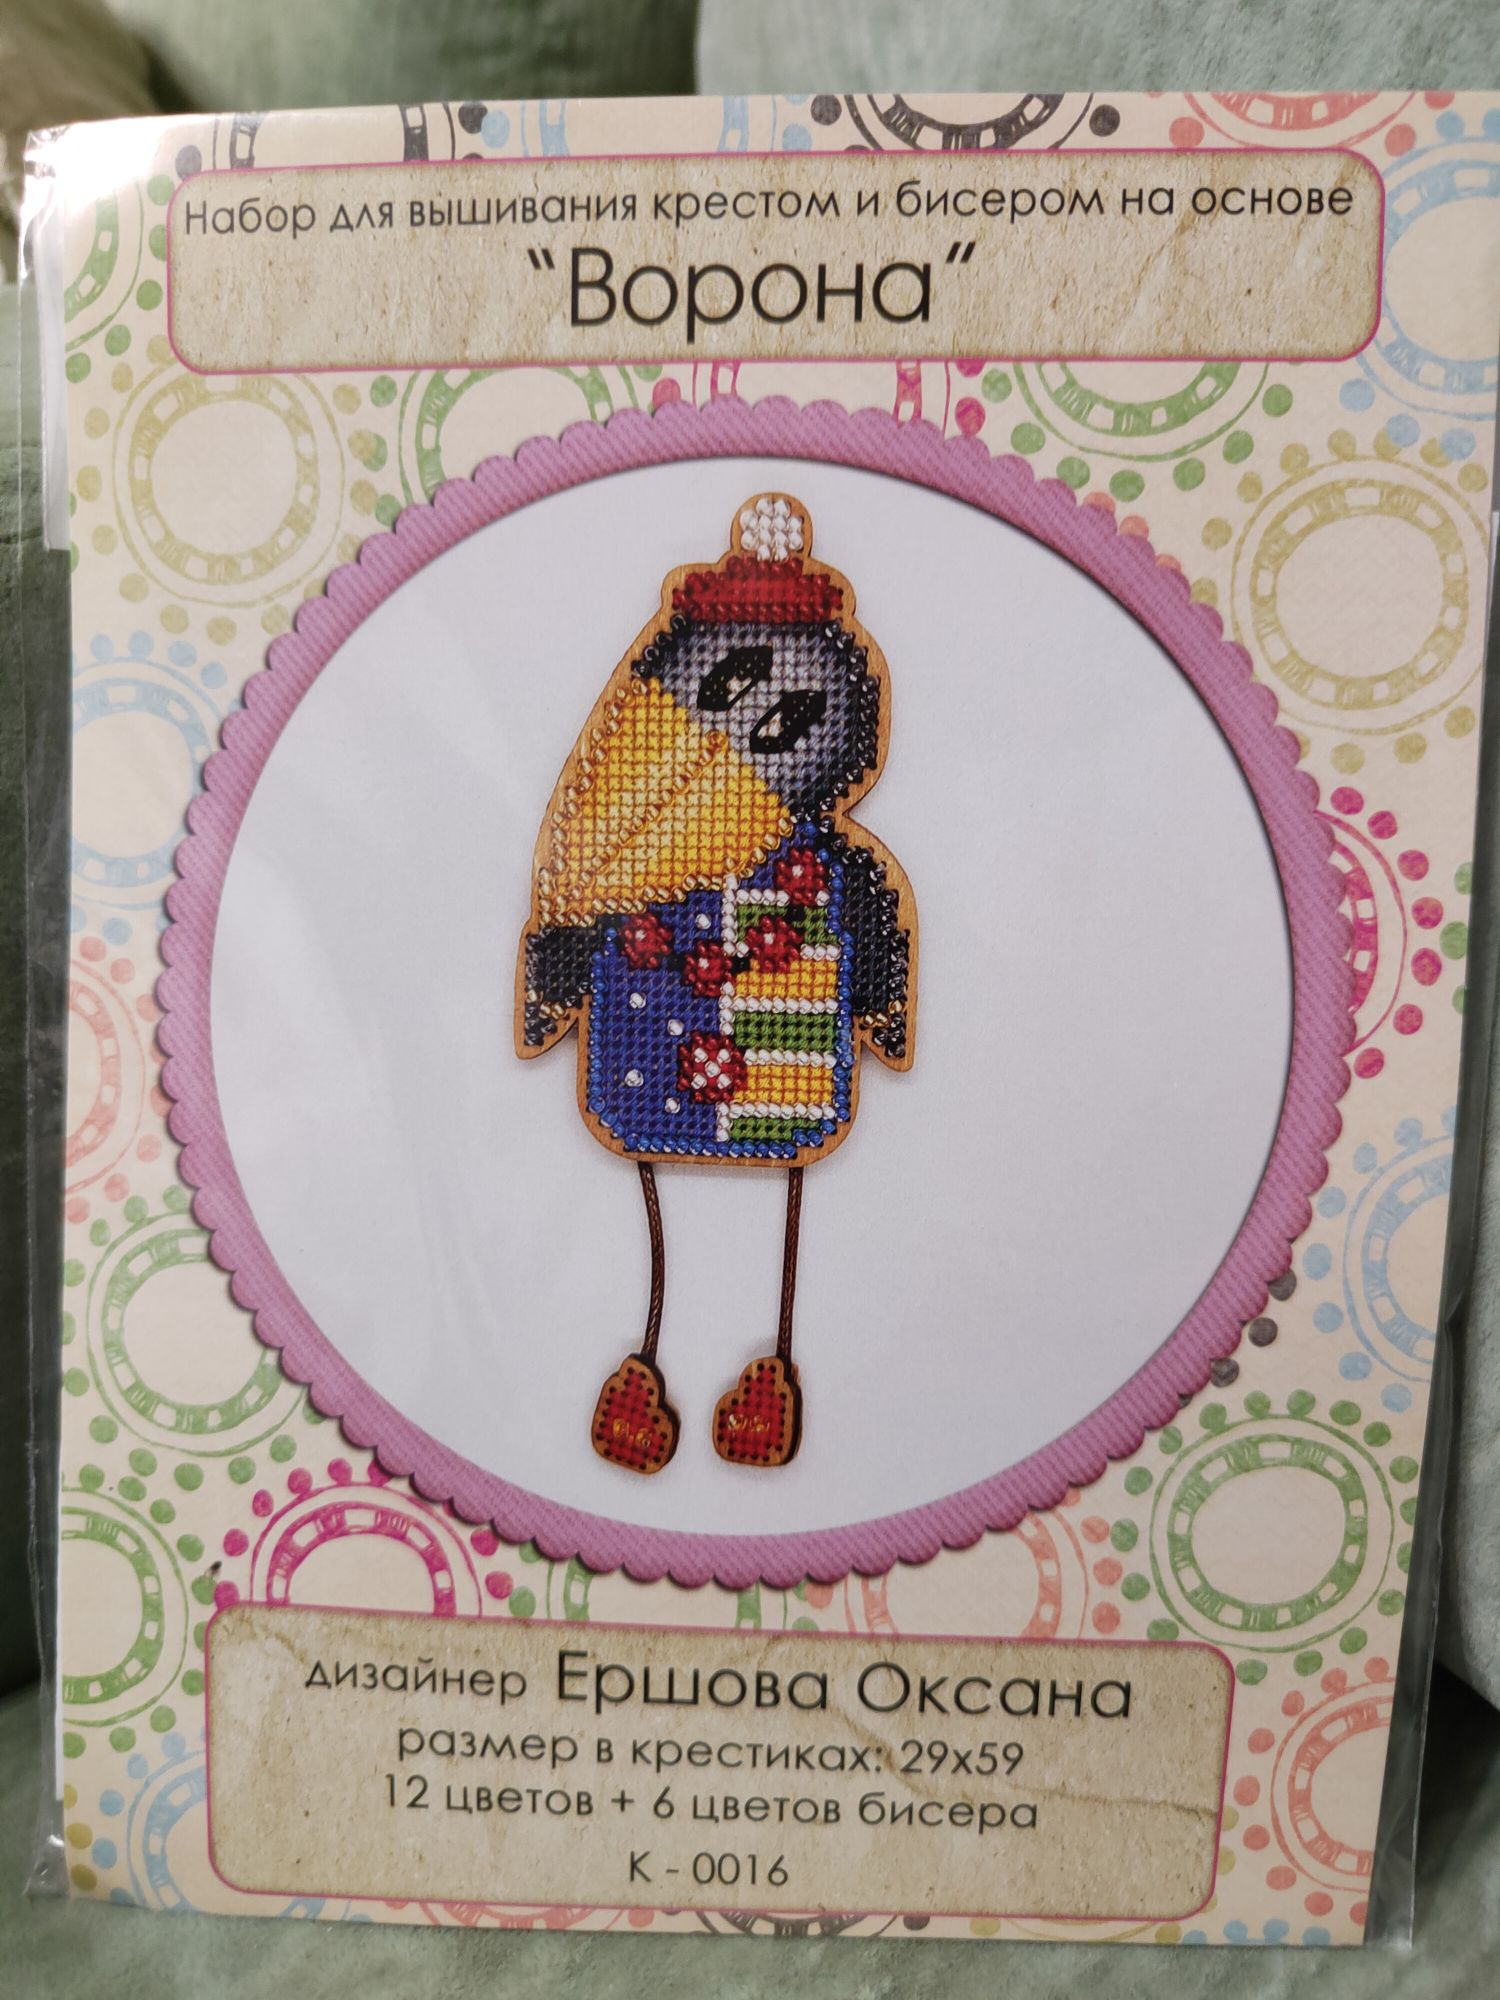 Набор для вышивания крестом и бисером на основе
“Ворона“
дизайнер Ершова Оксана
размер в крестиках: 29х59
12 цветов + 6 цветов бисера
К - 0016